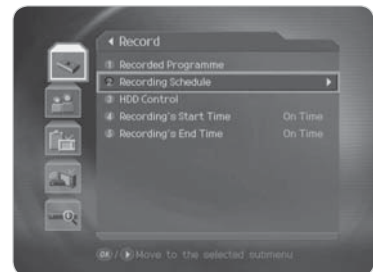 Record
1 Recorded Programme
2 Recording Schedule
3 HDD Control
4 Recording's Start Time On Time
5 Recording's End Time On Time
OK / Move to the selected submenu